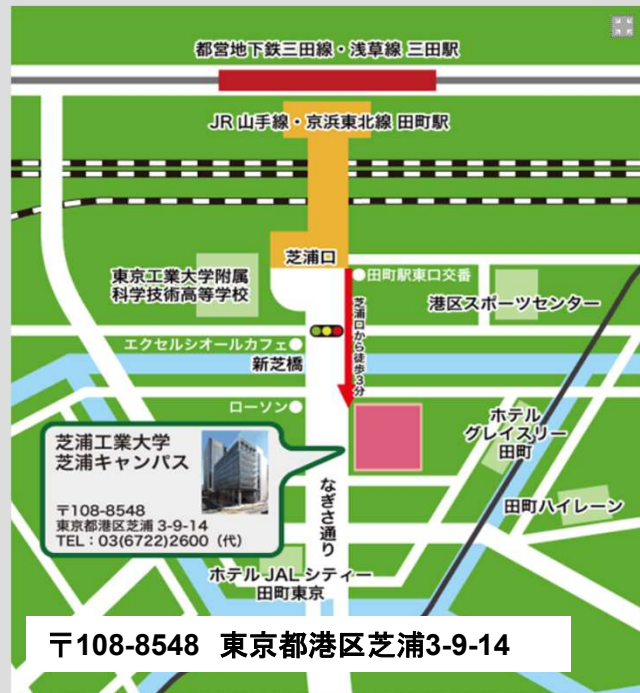 都営地下鉄三田線・浅草線 三田駅
JR 山手線・京浜東北線 田町駅
芝浦口
田町駅東口交番
東京工業大学附属
科学技術高等学校
港区スポーツセンター
芝浦口から徒歩3分
エクセルシオールカフェ
新芝橋
ローソン
ホテル
グレイスリー
田町
芝浦工業大学
芝浦キャンパス
〒108-8548
東京都港区芝浦 3-9-14
TEL：03(6722)2600（代）
なぎさ通り
田町ハイレーン
ホテル JAL シティー
田町東京
〒108-8548 東京都港区芝浦3-9-14